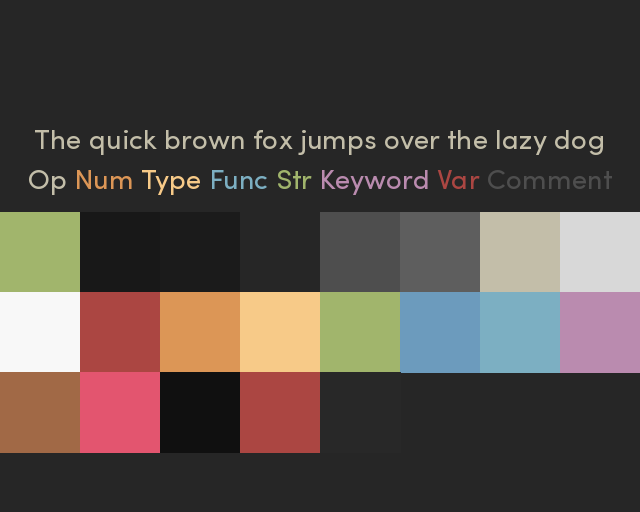 The quick brown fox jumps over the lazy dog
Op Num Type Func Str Keyword Var Comment